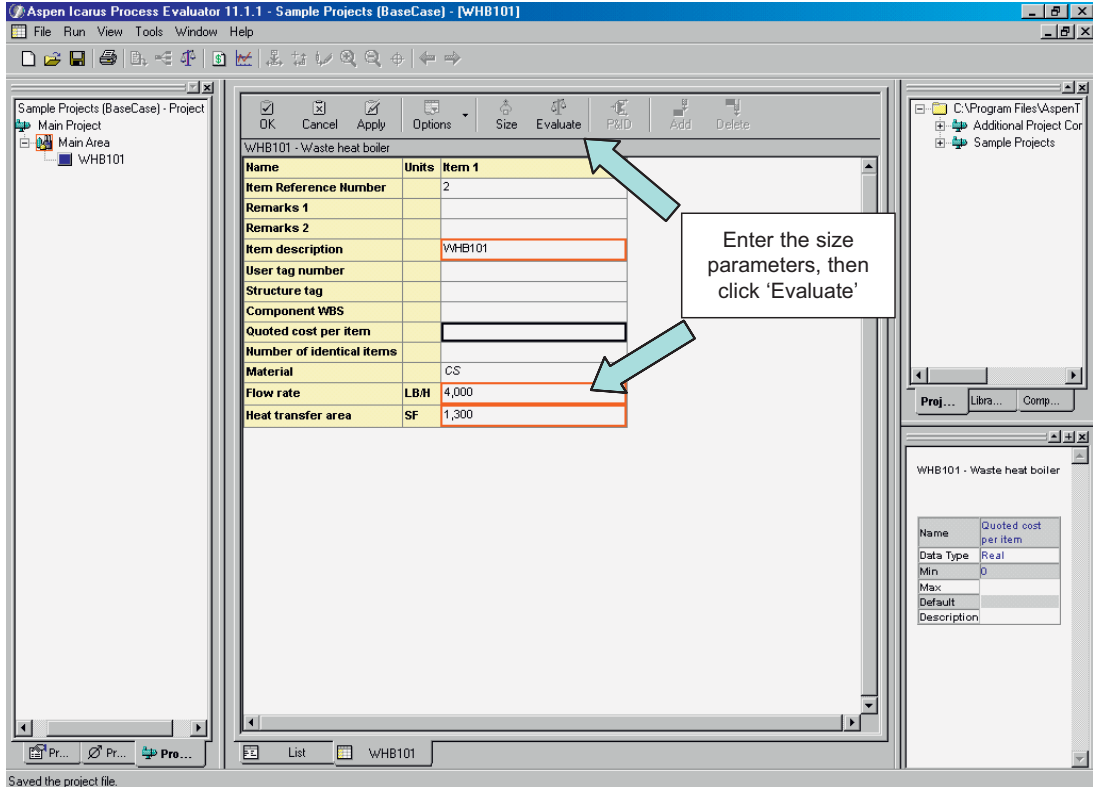 Aspen Icarus Process Evaluator 11.1.1 - Sample Projects (BaseCase) - [WHB101]
File Run View Tools Window Help
Sample Projects (BaseCase) - Project
Main Project
Main Area
WHB101
OK Cancel Apply Options Size Evaluate P&ID Add Delete
WHB101 - Waste heat boiler
Name Units Item 1
Item Reference Number 2
Remarks 1
Remarks 2
Item description WHB101
User tag number
Structure tag
Component WBS
Quoted cost per item
Number of identical items
Material CS
Flow rate LB/H 4,000
Heat transfer area SF 1,300
Enter the size
parameters, then
click ‘Evaluate’
C:\Program Files\AspenT
Additional Project Cor
Sample Projects
Proj... Libra... Comp...
WHB101 - Waste heat boiler
Name Quoted cost
per item
Data Type Real
Min 0
Max
Default
Description
Pr... Pr... Pro...
List WHB101
Saved the project file.